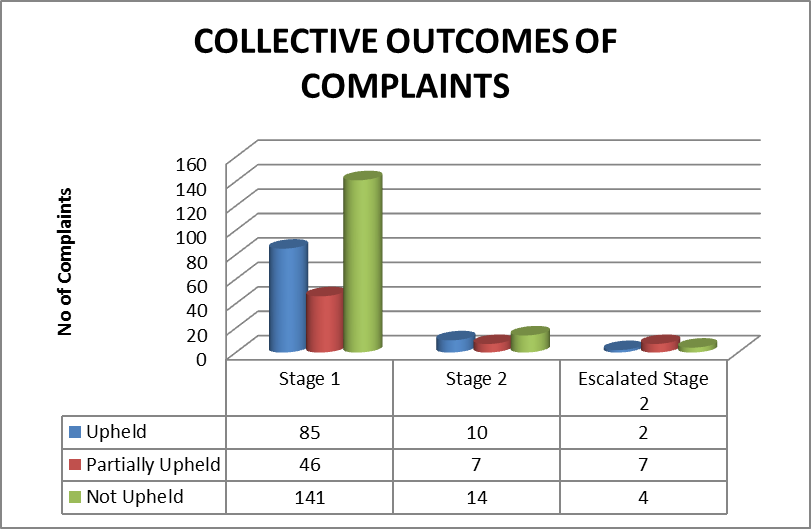 COLLECTIVE OUTCOMES OF
COMPLAINTS
No of Complaints
160
140
120
100
80
60
40
20
0
Stage 1 Stage 2 Escalated Stage
2
Upheld 85 10 2
Partially Upheld 46 7 7
Not Upheld 141 14 4